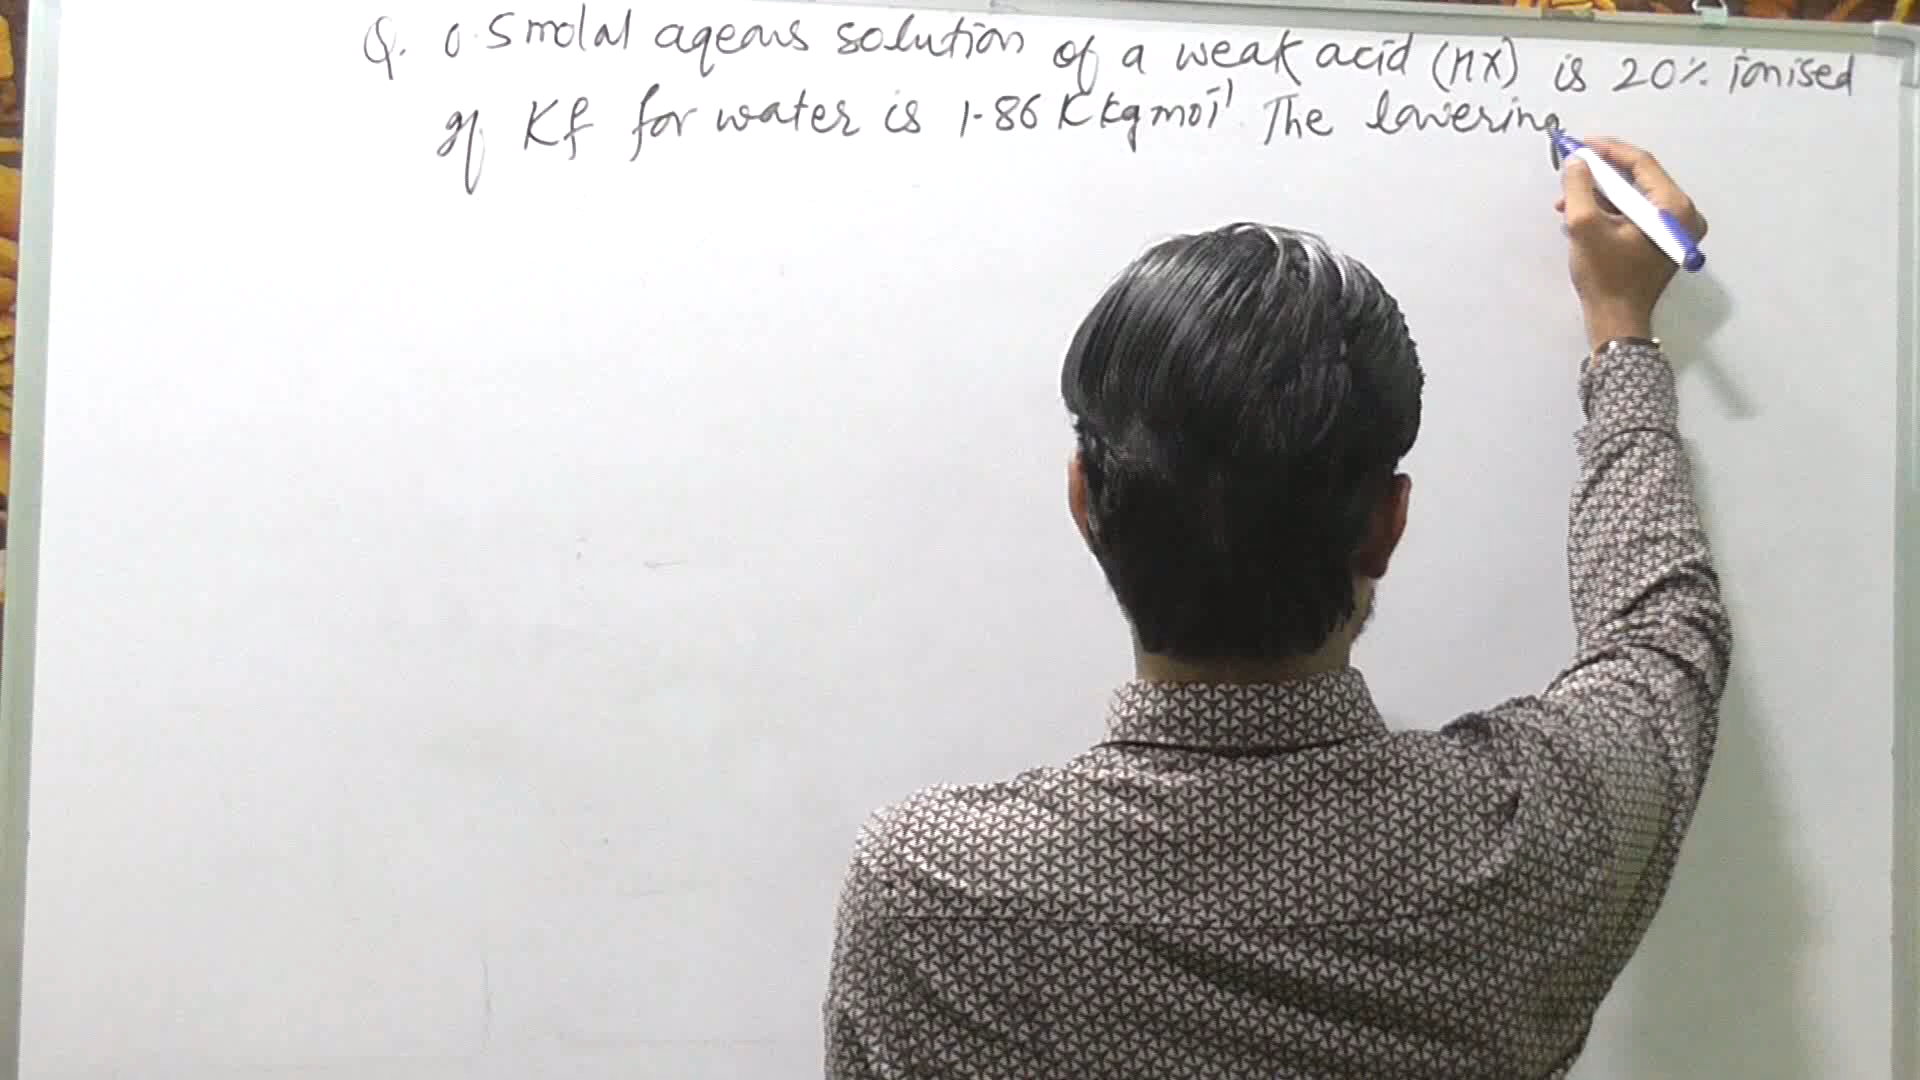 Q. 0.5 molal aqeous solution of a weak acid (HX) is 20% ionised
If Kf for water is 1.86 K kg mol⁻¹. The lowering